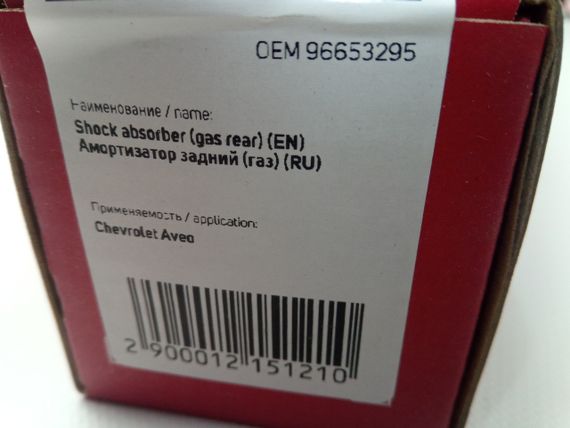 OEM 96653295
Наименование / name:
Shock absorber (gas rear) (EN)
Амортизатор задний (газ) (RU)
Применяемость / application:
Chevrolet Aveo
2 900012 151210